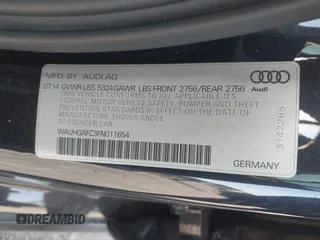 MFD BY: AUDI AG
07 14 GVWR LBS 5324 GAWR LBS FRONT 2756/REAR 2756
THIS VEHICLE CONFORMS TO ALL APPLICABLE U.S.
FEDERAL MOTOR VEHICLE SAFETY, BUMPER AND THEFT
PREVENTION STANDARDS IN EFFECT ON THE DATE OF
MANUFACTURE SHOWN ABOVE.
PASSENGER CAR
WAUHGAFC3FN011654
GERMANY
Audi
3142285
DREAMBID